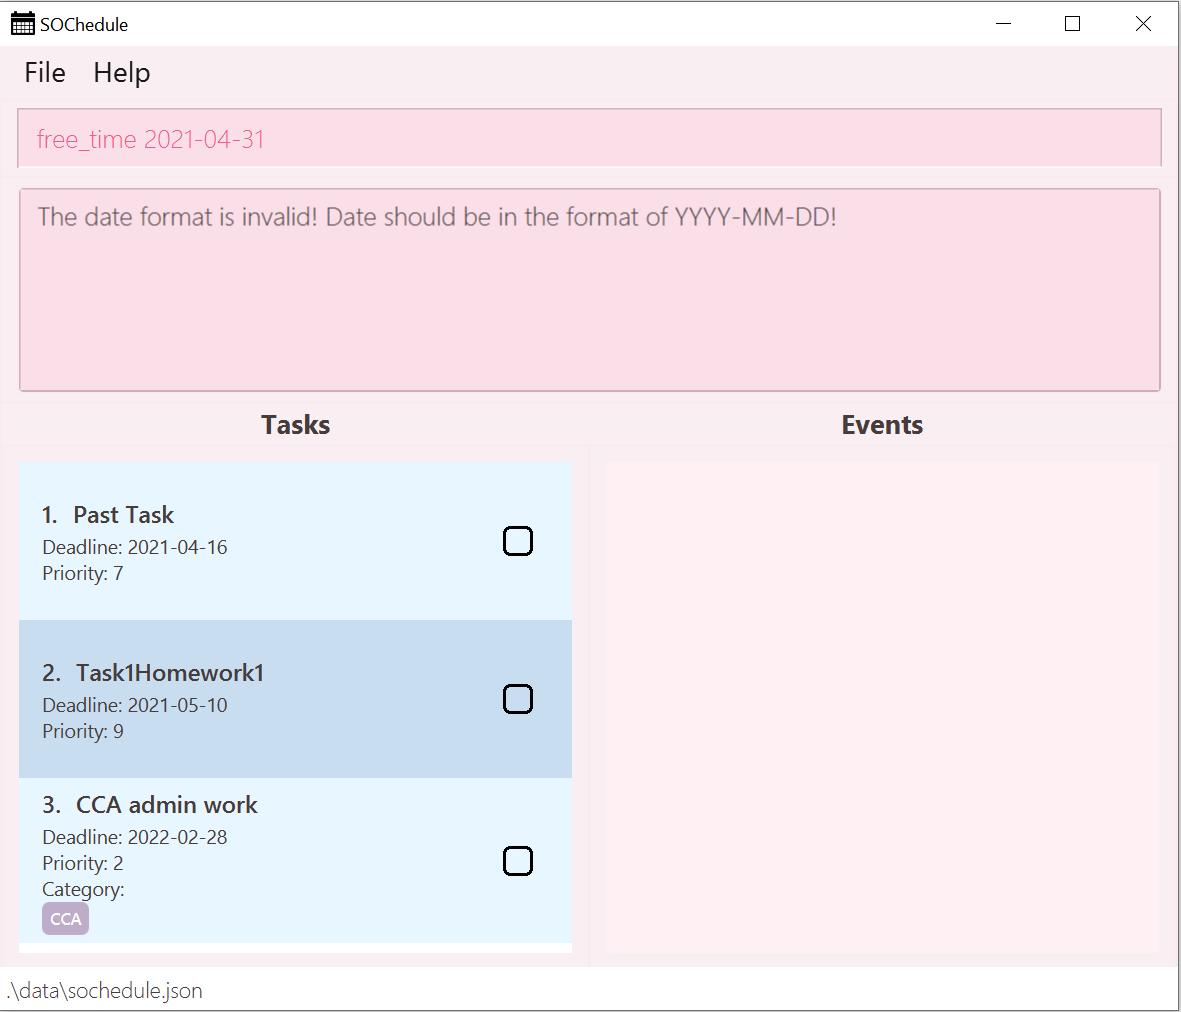 SOChedule
File Help
free_time 2021-04-31
The date format is invalid! Date should be in the format of YYYY-MM-DD!
Tasks
Events
1. Past Task
Deadline: 2021-04-16
Priority: 7
2. Task1Homework1
Deadline: 2021-05-10
Priority: 9
3. CCA admin work
Deadline: 2022-02-28
Priority: 2
Category:
CCA
.\data\sochedule.json